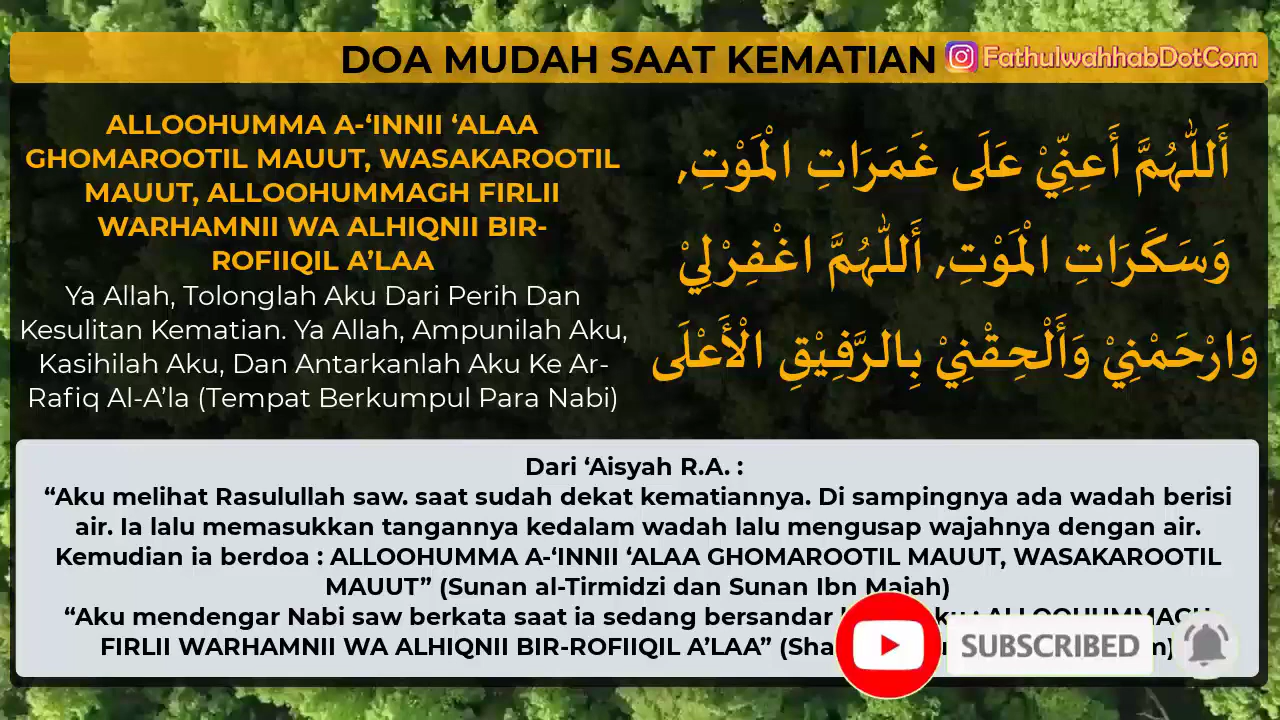 DOA MUDAH SAAT KEMATIAN
FathulwahhabDotCom
ALLOOHUMMA A-‘INNII ‘ALAA
GHOMAROOTIL MAUUT, WASAKAROOTIL
MAUUT, ALLOOHUMMAGH FIRLII
WARHAMNII WA ALHIQNII BIR-
ROFIIQIL A’LAA
Ya Allah, Tolonglah Aku Dari Perih Dan
Kesulitan Kematian. Ya Allah, Ampunilah Aku,
Kasihilah Aku, Dan Antarkanlah Aku Ke Ar-
Rafiq Al-A’la (Tempat Berkumpul Para Nabi)
أَللّٰهُمَّ أَعِنِّيْ عَلَى غَمَرَاتِ الْمَوْتِ,
وَسَكَرَاتِ الْمَوْتِ, أَللّٰهُمَّ اغْفِرْلِيْ
وَارْحَمْنِيْ وَأَلْحِقْنِيْ بِالرَّفِيْقِ الْأَعْلَى
Dari ‘Aisyah R.A. :
“Aku melihat Rasulullah saw. saat sudah dekat kematiannya. Di sampingnya ada wadah berisi
air. Ia lalu memasukkan tangannya kedalam wadah lalu mengusap wajahnya dengan air.
Kemudian ia berdoa : ALLOOHUMMA A-‘INNII ‘ALAA GHOMAROOTIL MAUUT, WASAKAROOTIL
MAUUT” (Sunan al-Tirmidzi dan Sunan Ibn Majah)
“Aku mendengar Nabi saw berkata saat ia sedang bersandar : ALLOOHUMMAGH
FIRLII WARHAMNII WA ALHIQNII BIR-ROFIIQIL A’LAA”
SUBSCRIBED